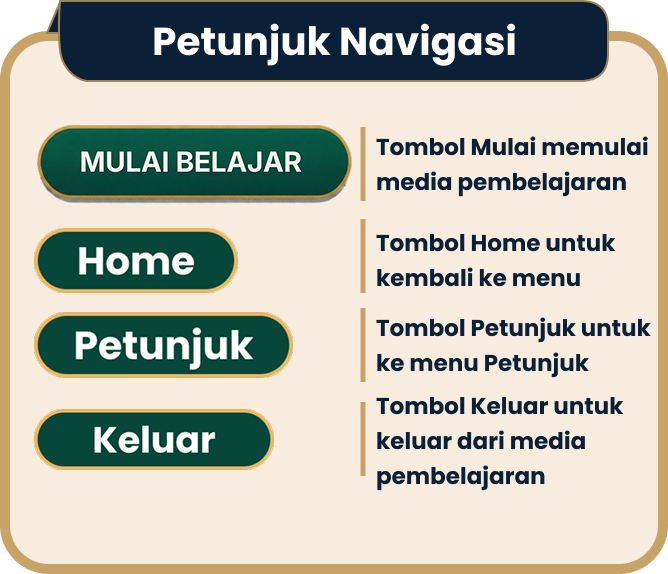 Petunjuk Navigasi
MULAI BELAJAR
Tombol Mulai memulai
media pembelajaran
Home
Tombol Home untuk
kembali ke menu
Petunjuk
Tombol Petunjuk untuk
ke menu Petunjuk
Keluar
Tombol Keluar untuk
keluar dari media
pembelajaran